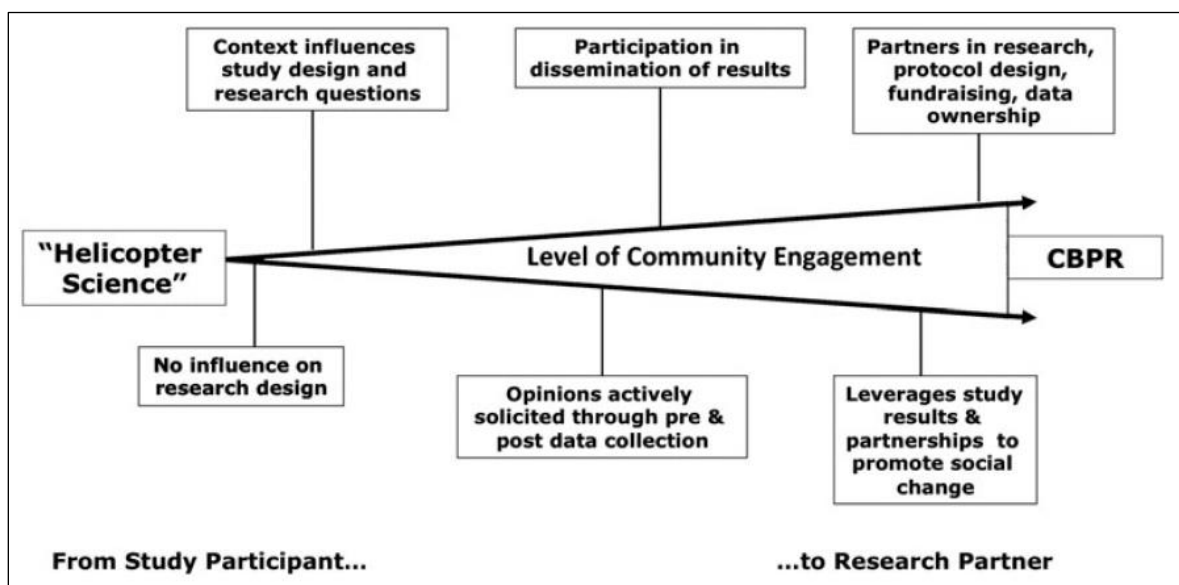 Context influences
study design and
research questions
Participation in
dissemination of results
Partners in research,
protocol design,
fundraising, data
ownership
“Helicopter
Science”
Level of Community Engagement
CBPR
No influence on
research design
Opinions actively
solicited through pre &
post data collection
Leverages study
results &
partnerships to
promote social
change
From Study Participant...
...to Research Partner